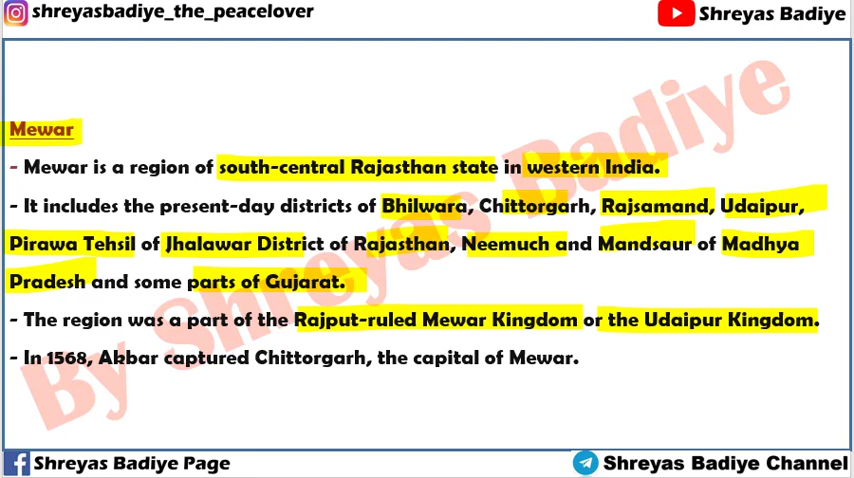 shreyasbadiye_the_peacelover
Shreyas Badiye
Mewar
- Mewar is a region of south-central Rajasthan state in western India.
- It includes the present-day districts of Bhilwara, Chittorgarh, Rajsamand, Udaipur,
Pirawa Tehsil of Jhalawar District of Rajasthan, Neemuch and Mandsaur of Madhya
Pradesh and some parts of Gujarat.
- The region was a part of the Rajput-ruled Mewar Kingdom or the Udaipur Kingdom.
- In 1568, Akbar captured Chittorgarh, the capital of Mewar.
By Shreyas Badiye
Shreyas Badiye Page
Shreyas Badiye Channel